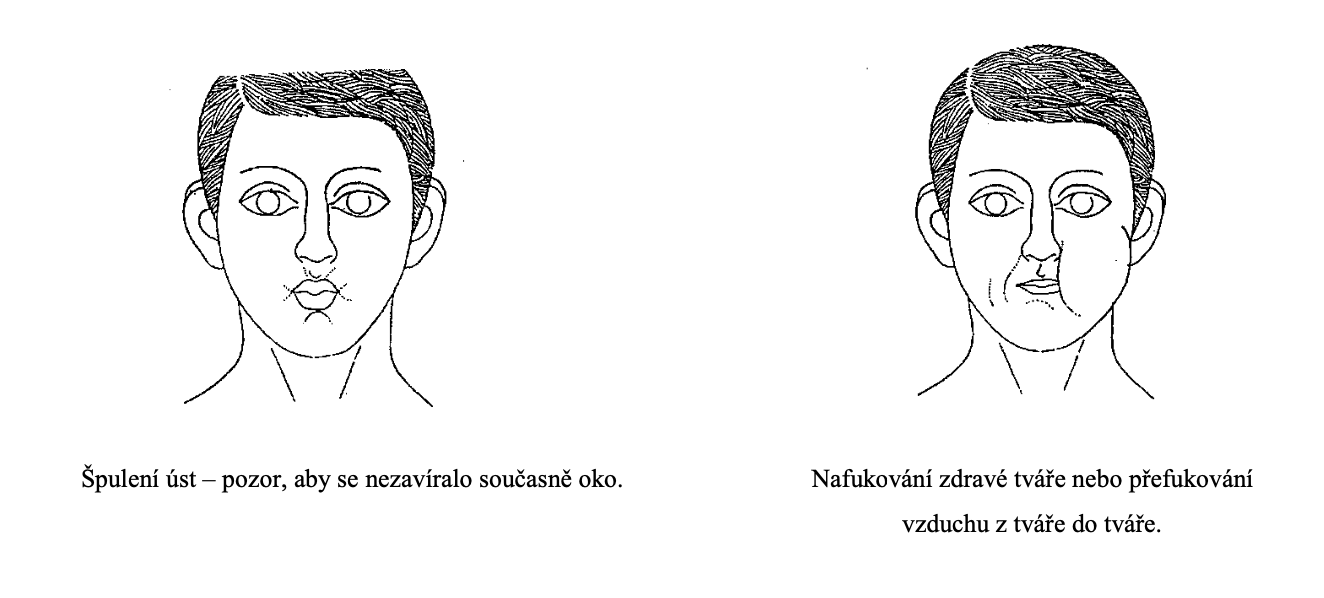 Špulení úst – pozor, aby se nezavíralo současně oko.
Nafukování zdravé tváře nebo přefukování
vzduchu z tváře do tváře.